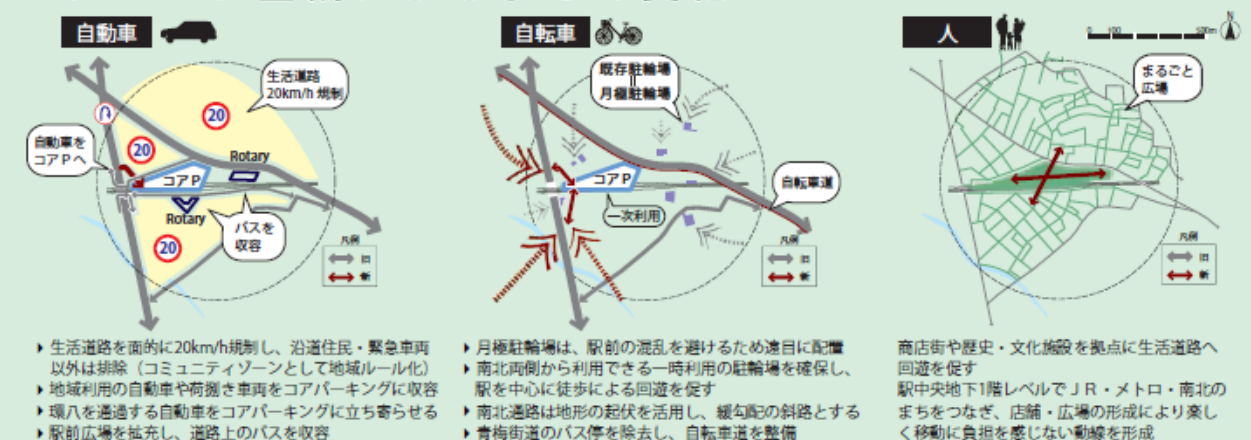 自動車
生活道路
20km/h 規制
20
20
自動車を
コアPへ
Rotary
コアP
Rotary
バスを
収容
20
凡例
旧
新
▶ 生活道路を面的に20km/h規制し、沿道住民・緊急車両
以外は排除（コミュニティゾーンとして地域ルール化）
▶ 地域利用の自動車や荷捌き車両をコアパーキングに収容
▶ 環八を通過する自動車をコアパーキングに立ち寄らせる
▶ 駅前広場を拡充し、道路上のバスを収容
自転車
既存駐輪場
月極駐輪場
コアP
自転車道
一次利用
凡例
旧
新
▶ 月極駐輪場は、駅前の混乱を避けるため遠目に配置
▶ 南北両側から利用できる一時利用の駐輪場を確保し、
駅を中心に徒歩による回遊を促す
▶ 南北通路は地形の起伏を活用し、緩勾配の斜路とする
▶ 青梅街道のバス停を除去し、自転車道を整備
人
0 100 500m
N
まるごと
広場
凡例
旧
新
商店街や歴史・文化施設を拠点に生活道路へ
回遊を促す
駅中央地下1階レベルでＪＲ・メトロ・南北の
まちをつなぎ、店舗・広場の形成により楽し
く移動に負担を感じない動線を形成